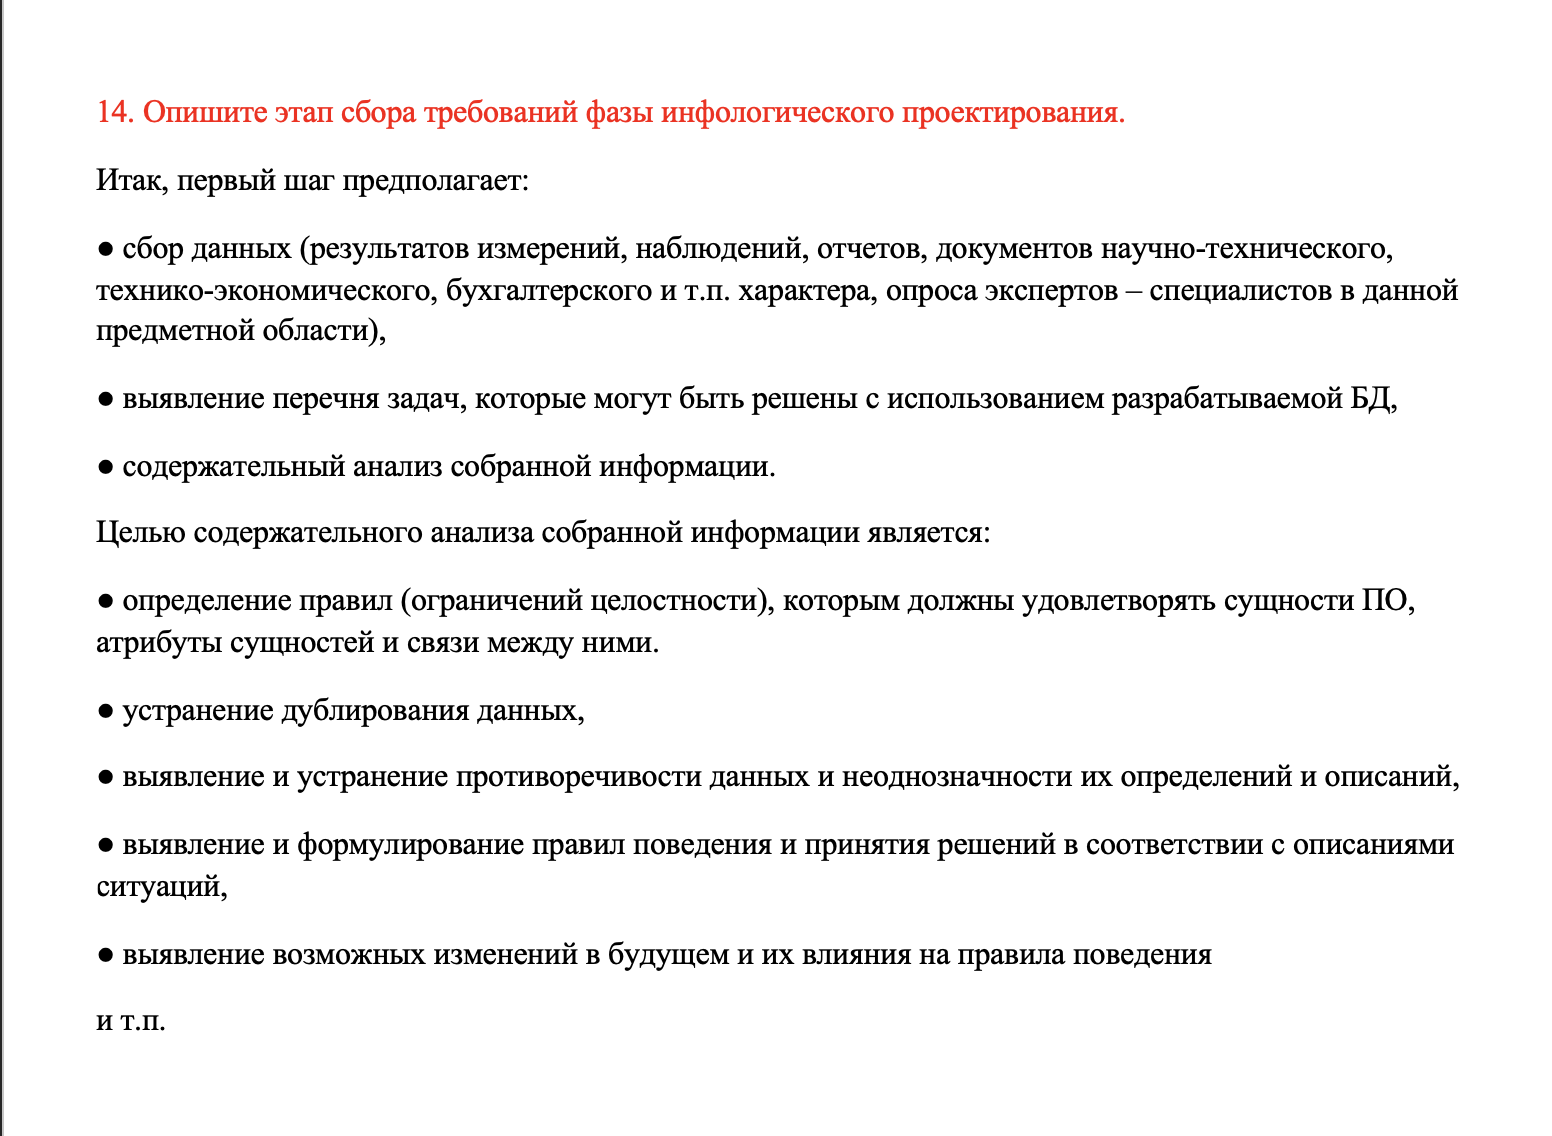 14. Опишите этап сбора требований фазы инфологического проектирования.
Итак, первый шаг предполагает:
● сбор данных (результатов измерений, наблюдений, отчетов, документов научно-технического,
технико-экономического, бухгалтерского и т.п. характера, опроса экспертов – специалистов в данной
предметной области),
● выявление перечня задач, которые могут быть решены с использованием разрабатываемой БД,
● содержательный анализ собранной информации.
Целью содержательного анализа собранной информации является:
● определение правил (ограничений целостности), которым должны удовлетворять сущности ПО,
атрибуты сущностей и связи между ними.
● устранение дублирования данных,
● выявление и устранение противоречивости данных и неоднозначности их определений и описаний,
● выявление и формулирование правил поведения и принятия решений в соответствии с описаниями
ситуаций,
● выявление возможных изменений в будущем и их влияния на правила поведения
и т.п.